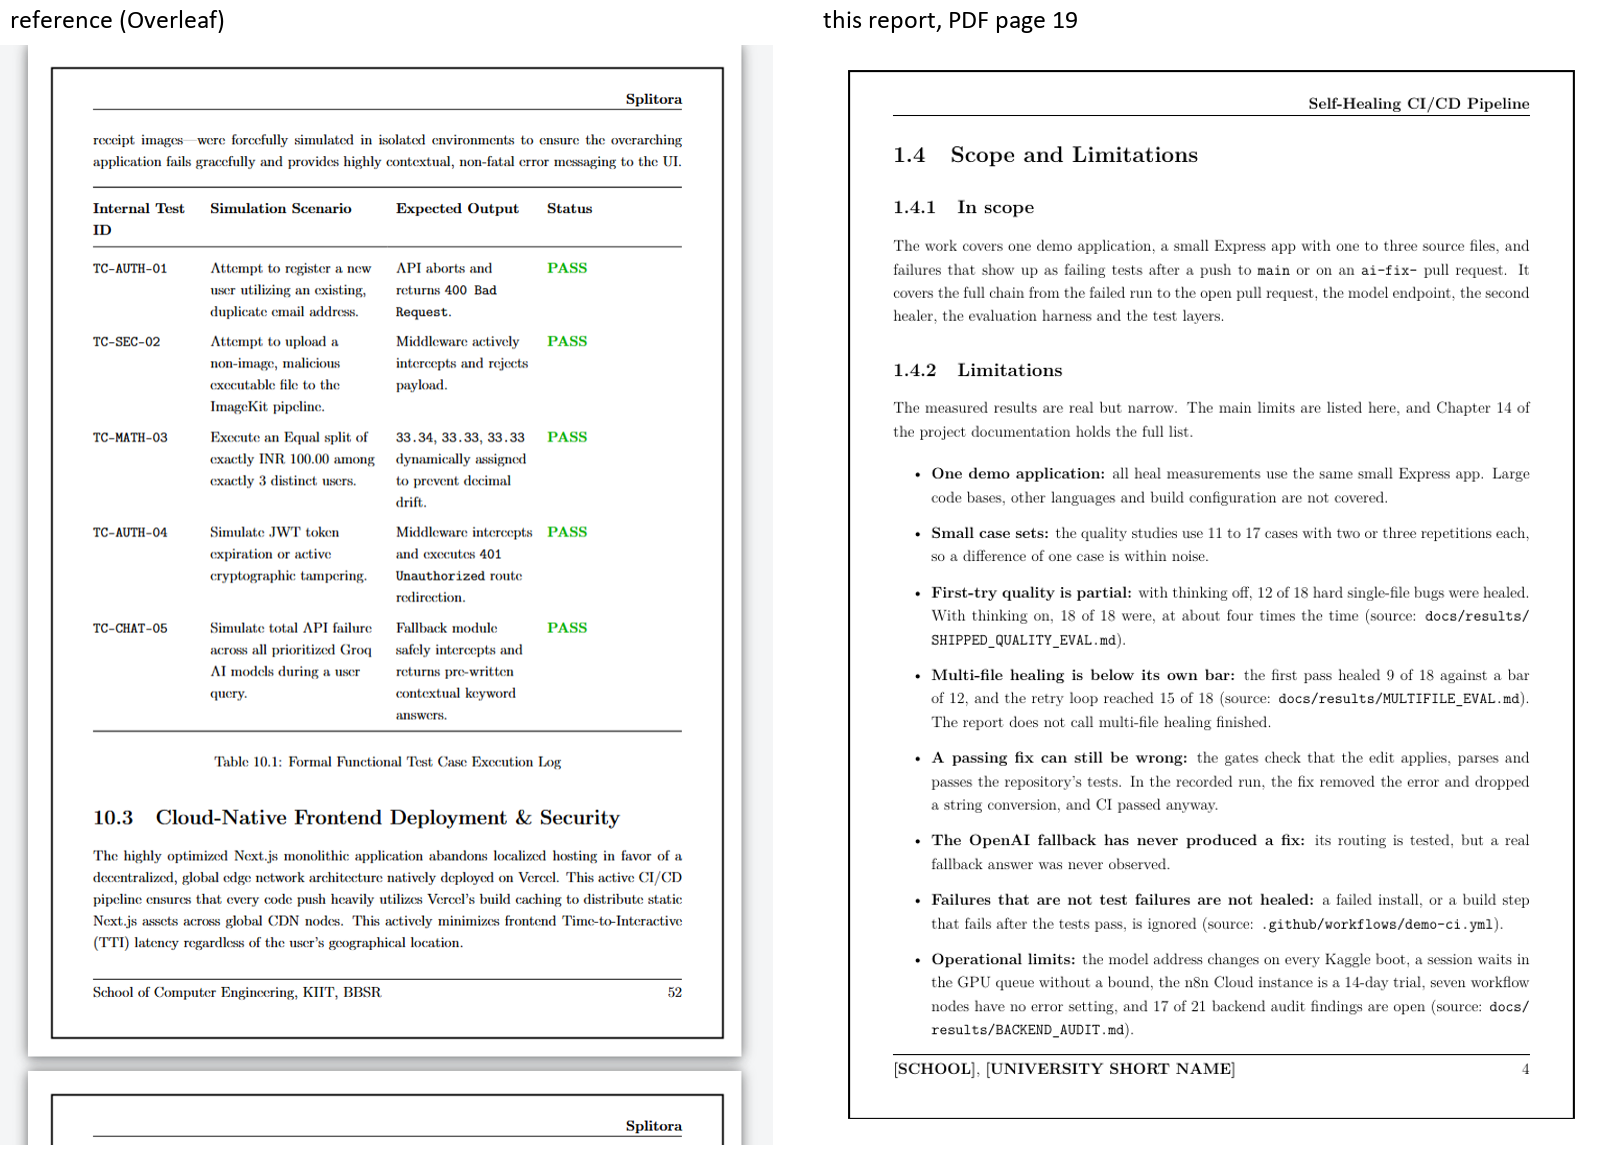 reference (Overleaf)
Splitora
receipt images—were forcefully simulated in isolated environments to ensure the overarching
application fails gracefully and provides highly contextual, non-fatal error messaging to the UI.
Internal Test Simulation Scenario Expected Output Status
ID
TC-AUTH-01 Attempt to register a new API aborts and PASS
user utilizing an existing, returns 400 Bad
duplicate email address. Request.
TC-SEC-02 Attempt to upload a Middleware actively PASS
non-image, malicious intercepts and rejects
executable file to the payload.
ImageKit pipeline.
TC-MATH-03 Execute an Equal split of 33.34, 33.33, 33.33 PASS
exactly INR 100.00 among dynamically assigned
exactly 3 distinct users. to prevent decimal
drift.
TC-AUTH-04 Simulate JWT token Middleware intercepts PASS
expiration or active and executes 401
cryptographic tampering. Unauthorized route
redirection.
TC-CHAT-05 Simulate total API failure Fallback module PASS
across all prioritized Groq safely intercepts and
AI models during a user returns pre-written
query. contextual keyword
answers.
Table 10.1: Formal Functional Test Case Execution Log
10.3 Cloud-Native Frontend Deployment & Security
The highly optimized Next.js monolithic application abandons localized hosting in favor of a
decentralized, global edge network architecture natively deployed on Vercel. This active CI/CD
pipeline ensures that every code push heavily utilizes Vercel's build caching to distribute static
Next.js assets across global CDN nodes. This actively minimizes frontend Time-to-Interactive
(TTI) latency regardless of the user's geographical location.
School of Computer Engineering, KIIT, BBSR 52
Splitora
this report, PDF page 19
Self-Healing CI/CD Pipeline
1.4 Scope and Limitations
1.4.1 In scope
The work covers one demo application, a small Express app with one to three source files, and
failures that show up as failing tests after a push to main or on an ai-fix- pull request. It
covers the full chain from the failed run to the open pull request, the model endpoint, the second
healer, the evaluation harness and the test layers.
1.4.2 Limitations
The measured results are real but narrow. The main limits are listed here, and Chapter 14 of
the project documentation holds the full list.
• One demo application: all heal measurements use the same small Express app. Large
code bases, other languages and build configuration are not covered.
• Small case sets: the quality studies use 11 to 17 cases with two or three repetitions each,
so a difference of one case is within noise.
• First-try quality is partial: with thinking off, 12 of 18 hard single-file bugs were healed.
With thinking on, 18 of 18 were, at about four times the time (source: docs/results/
SHIPPED_QUALITY_EVAL.md).
• Multi-file healing is below its own bar: the first pass healed 9 of 18 against a bar
of 12, and the retry loop reached 15 of 18 (source: docs/results/MULTIFILE_EVAL.md).
The report does not call multi-file healing finished.
• A passing fix can still be wrong: the gates check that the edit applies, parses and
passes the repository's tests. In the recorded run, the fix removed the error and dropped
a string conversion, and CI passed anyway.
• The OpenAI fallback has never produced a fix: its routing is tested, but a real
fallback answer was never observed.
• Failures that are not test failures are not healed: a failed install, or a build step
that fails after the tests pass, is ignored (source: .github/workflows/demo-ci.yml).
• Operational limits: the model address changes on every Kaggle boot, a session waits in
the GPU queue without a bound, the n8n Cloud instance is a 14-day trial, seven workflow
nodes have no error setting, and 17 of 21 backend audit findings are open (source: docs/
results/BACKEND_AUDIT.md).
[SCHOOL], [UNIVERSITY SHORT NAME] 4